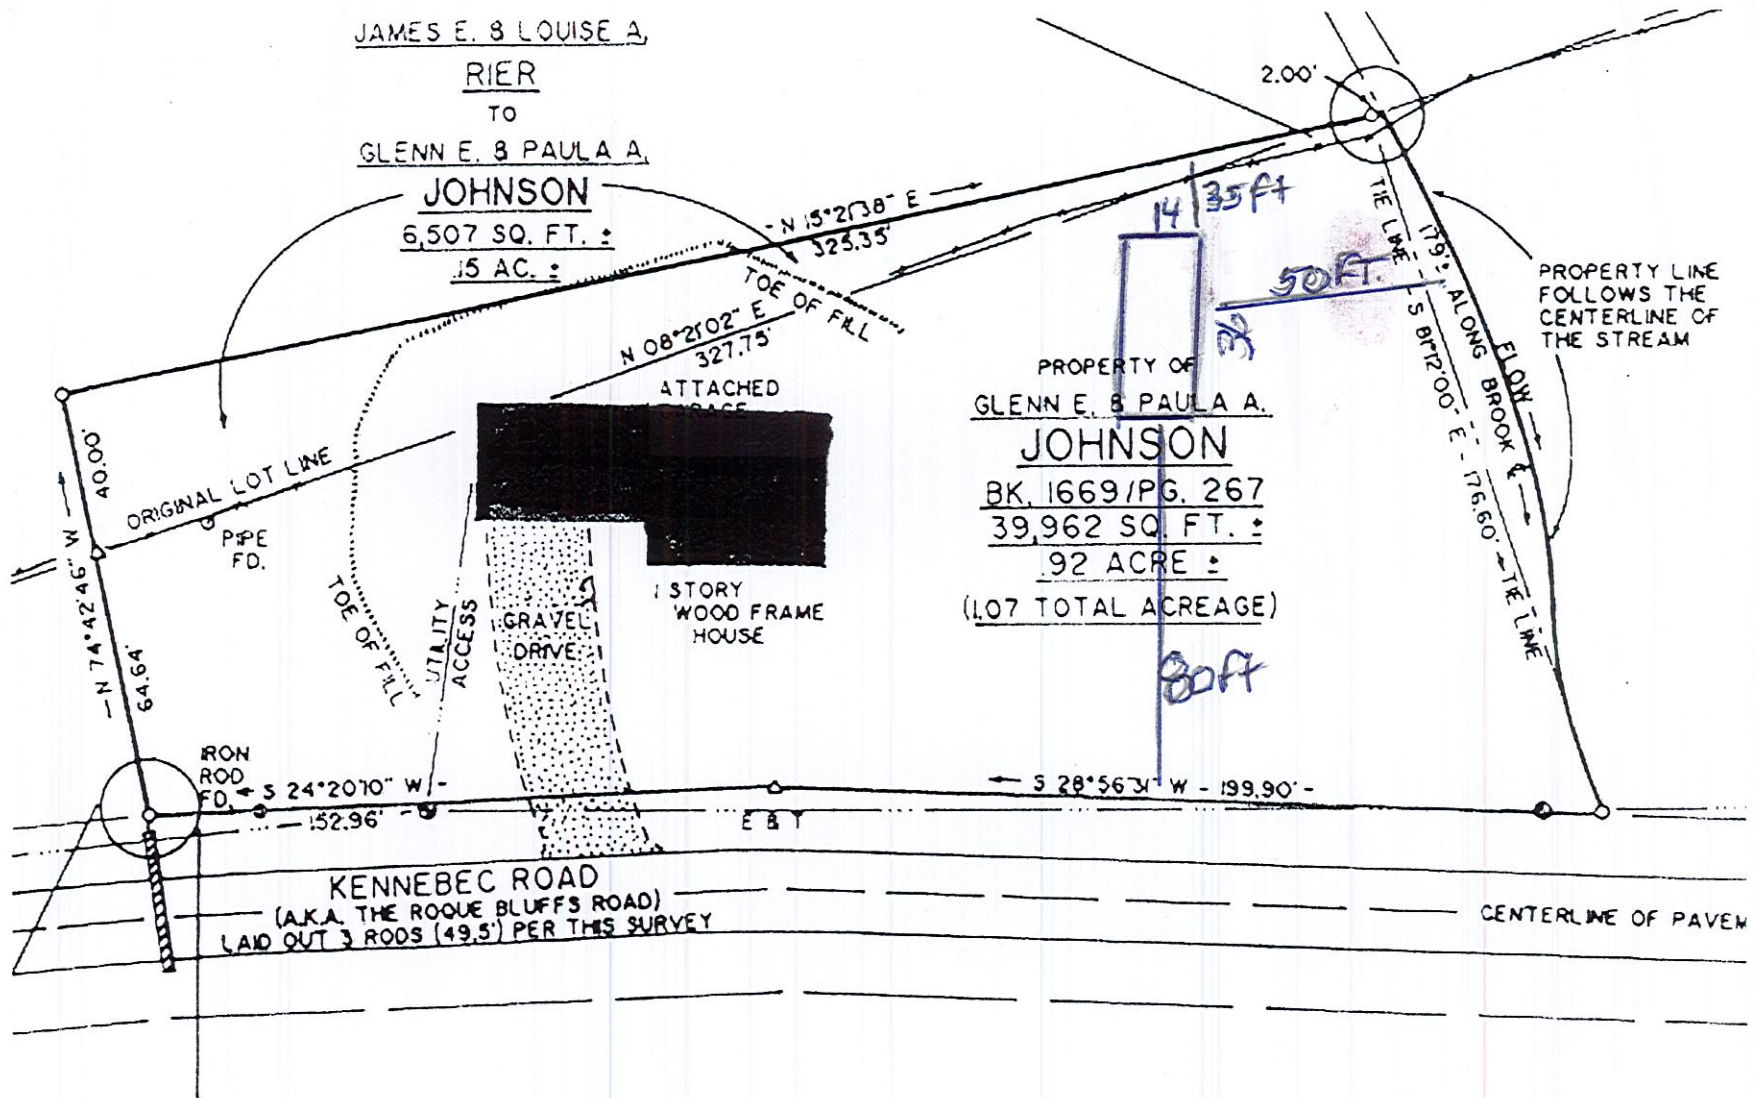 JAMES E. & LOUISE A.
RIER
TO
GLENN E. & PAULA A.
JOHNSON
6,507 SQ. FT. ±
.15 AC. ±
N 15°21'38" E
325.35'
2.00'
14
35ft
TOE OF FILL
N 08°21'02" E
327.75'
ATTACHED
50FT.
36
TIE LINE - S 81°12'00" E - 176.60' - TIE LINE
179'± ALONG BROOK ℄
FLOW
PROPERTY LINE
FOLLOWS THE
CENTERLINE OF
THE STREAM
PROPERTY OF
GLENN E. & PAULA A.
JOHNSON
BK. 1669/PG. 267
39,962 SQ. FT. ±
.92 ACRE ±
(1.07 TOTAL ACREAGE)
80ft
40.00'
ORIGINAL LOT LINE
PIPE
FD.
N 74°42'46" W
64.64'
TOE OF FILL
UTILITY
ACCESS
GRAVEL
DRIVE
1 STORY
WOOD FRAME
HOUSE
IRON
ROD
FD.
S 24°20'10" W
152.96'
E & T
S 28°56'31" W - 199.90'
KENNEBEC ROAD
(A.K.A. THE ROQUE BLUFFS ROAD)
LAID OUT 3 RODS (49.5') PER THIS SURVEY
CENTERLINE OF PAVEM